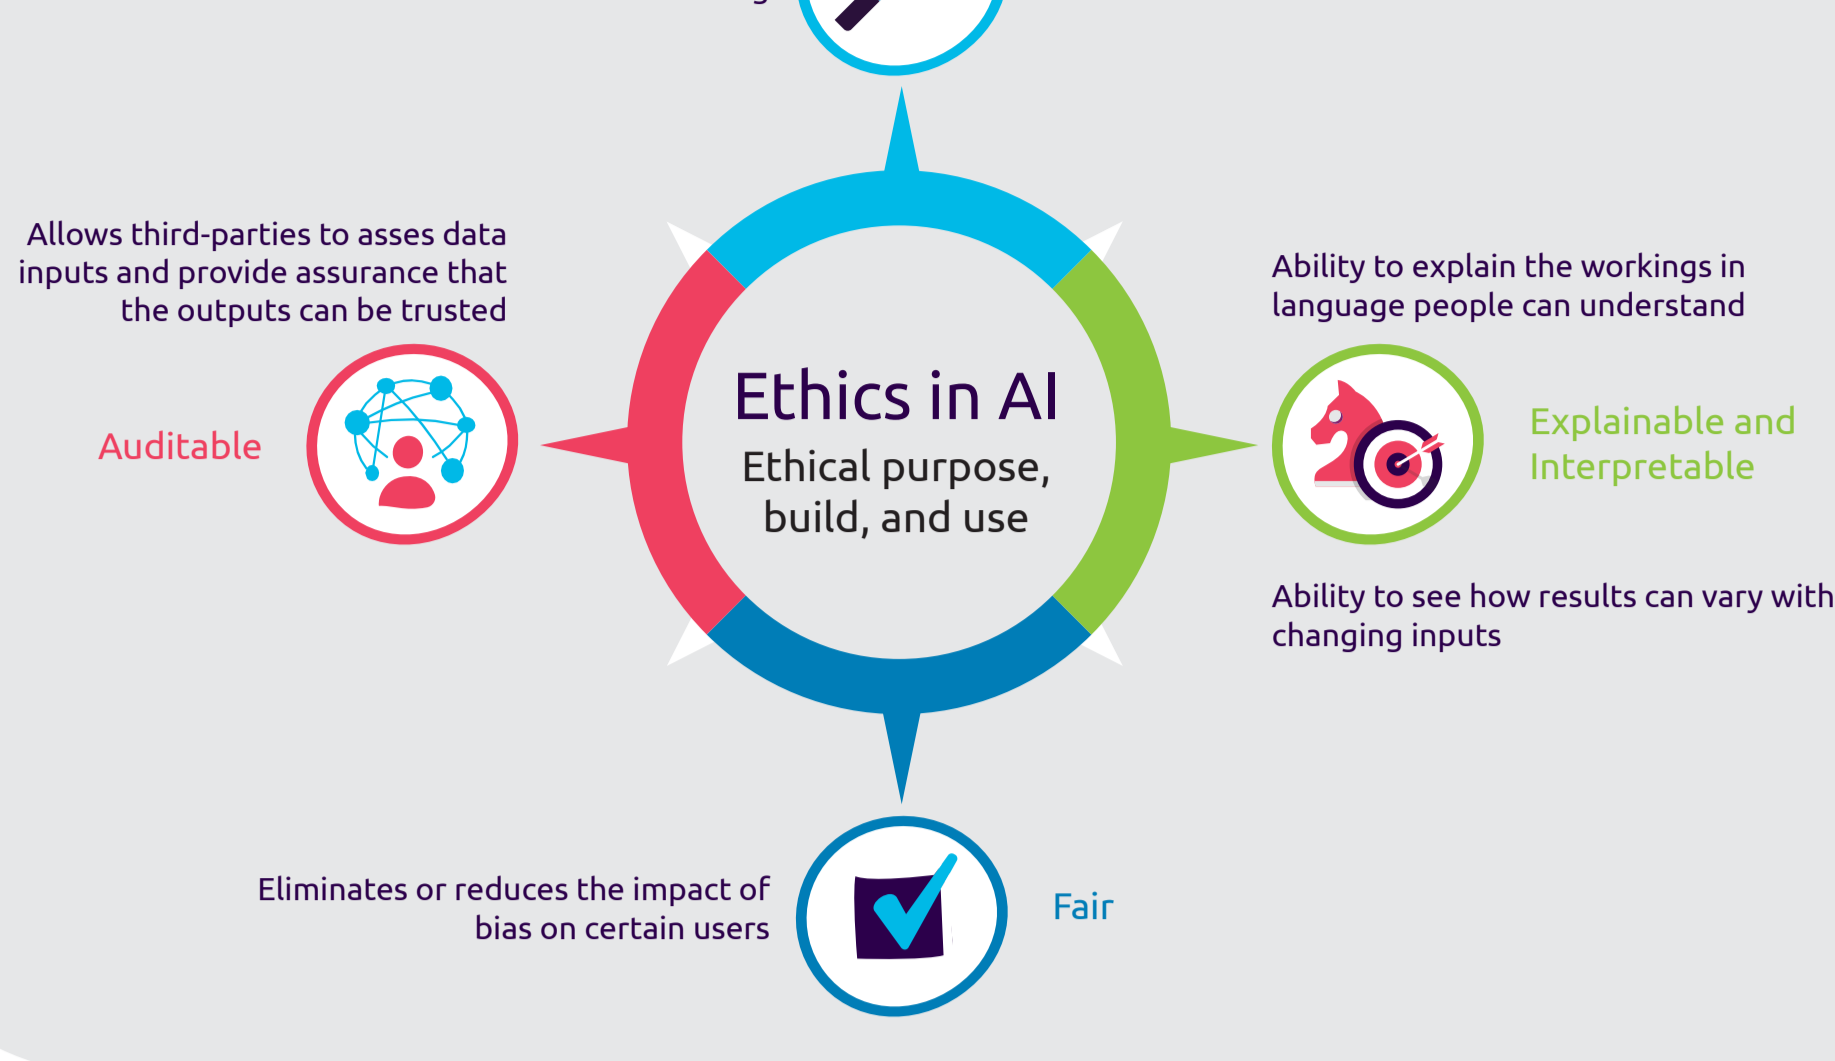 Allows third-parties to asses data
inputs and provide assurance that
the outputs can be trusted
Auditable
Ethics in AI
Ethical purpose,
build, and use
Ability to explain the workings in
language people can understand
Explainable and
Interpretable
Ability to see how results can vary with
changing inputs
Eliminates or reduces the impact of
bias on certain users
Fair